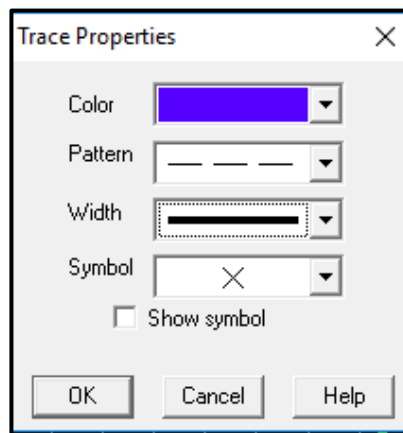 Trace Properties
Color
Pattern
Width
Symbol
Show symbol
OK Cancel Help